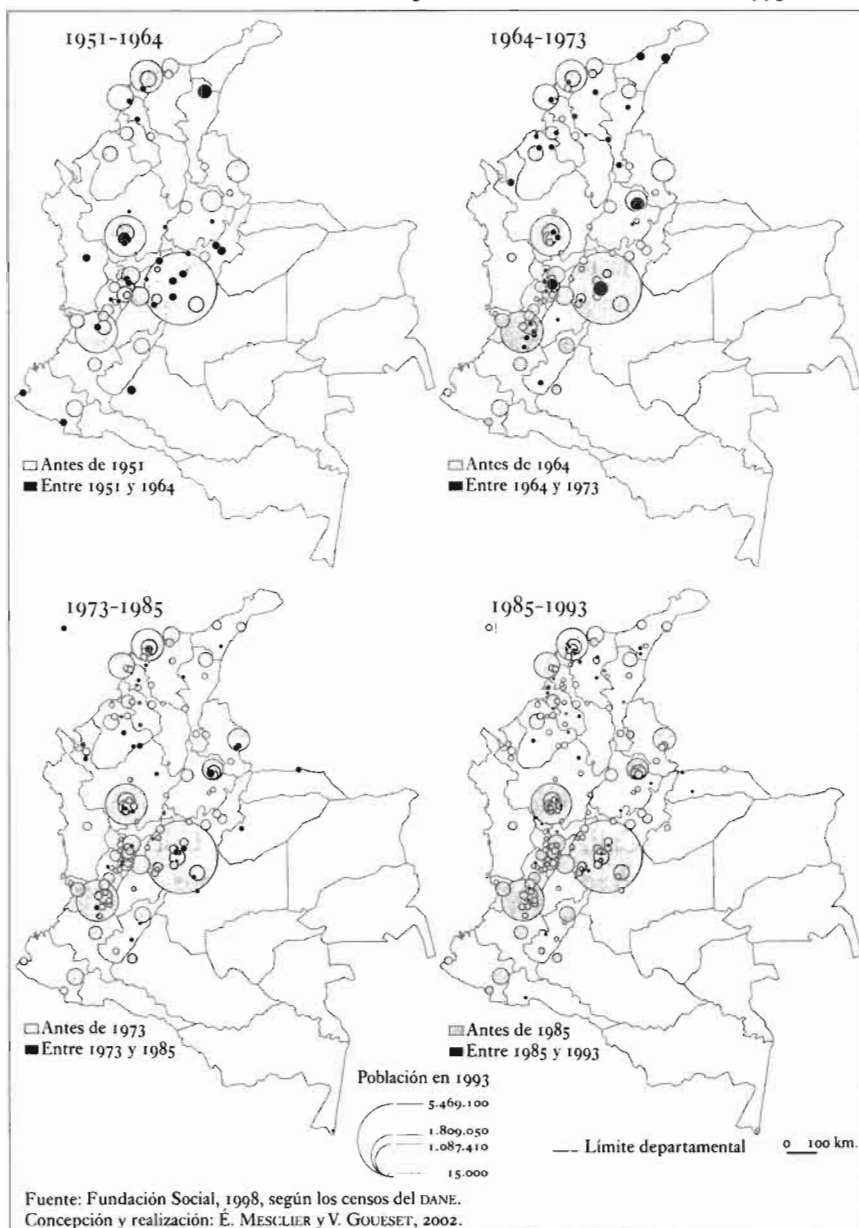 1951-1964
1964-1973
Antes de 1951
Entre 1951 y 1964
Antes de 1964
Entre 1964 y 1973
1973-1985
1985-1993
Antes de 1973
Entre 1973 y 1985
Antes de 1985
Entre 1985 y 1993
Población en 1993
5.469.100
1.809.050
1.087.410
15.000
Límite departamental
0 100 km.
Fuente: Fundación Social, 1998, según los censos del DANE.
Concepción y realización: É. MESCLIER y V. GOUËSET, 2002.